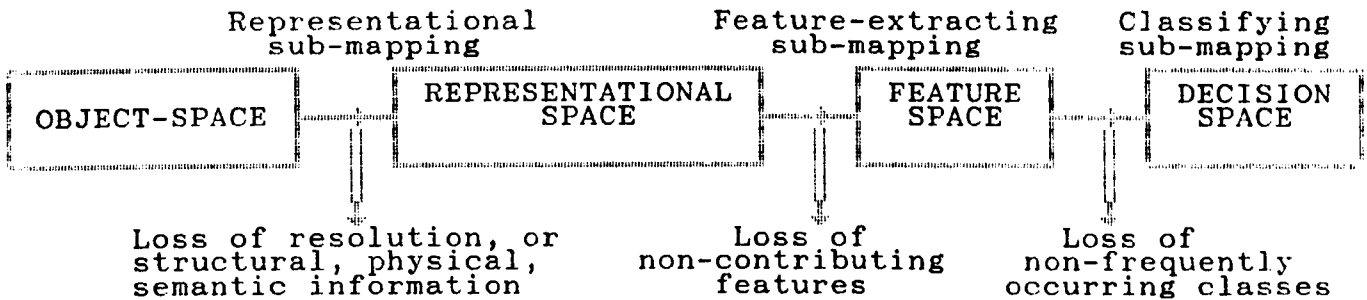 Representational
sub-mapping
Feature-extracting
sub-mapping
Classifying
sub-mapping
OBJECT-SPACE
REPRESENTATIONAL
SPACE
FEATURE
SPACE
DECISION
SPACE
Loss of resolution, or
structural, physical,
semantic information
Loss of
non-contributing
features
Loss of
non-frequently
occurring classes